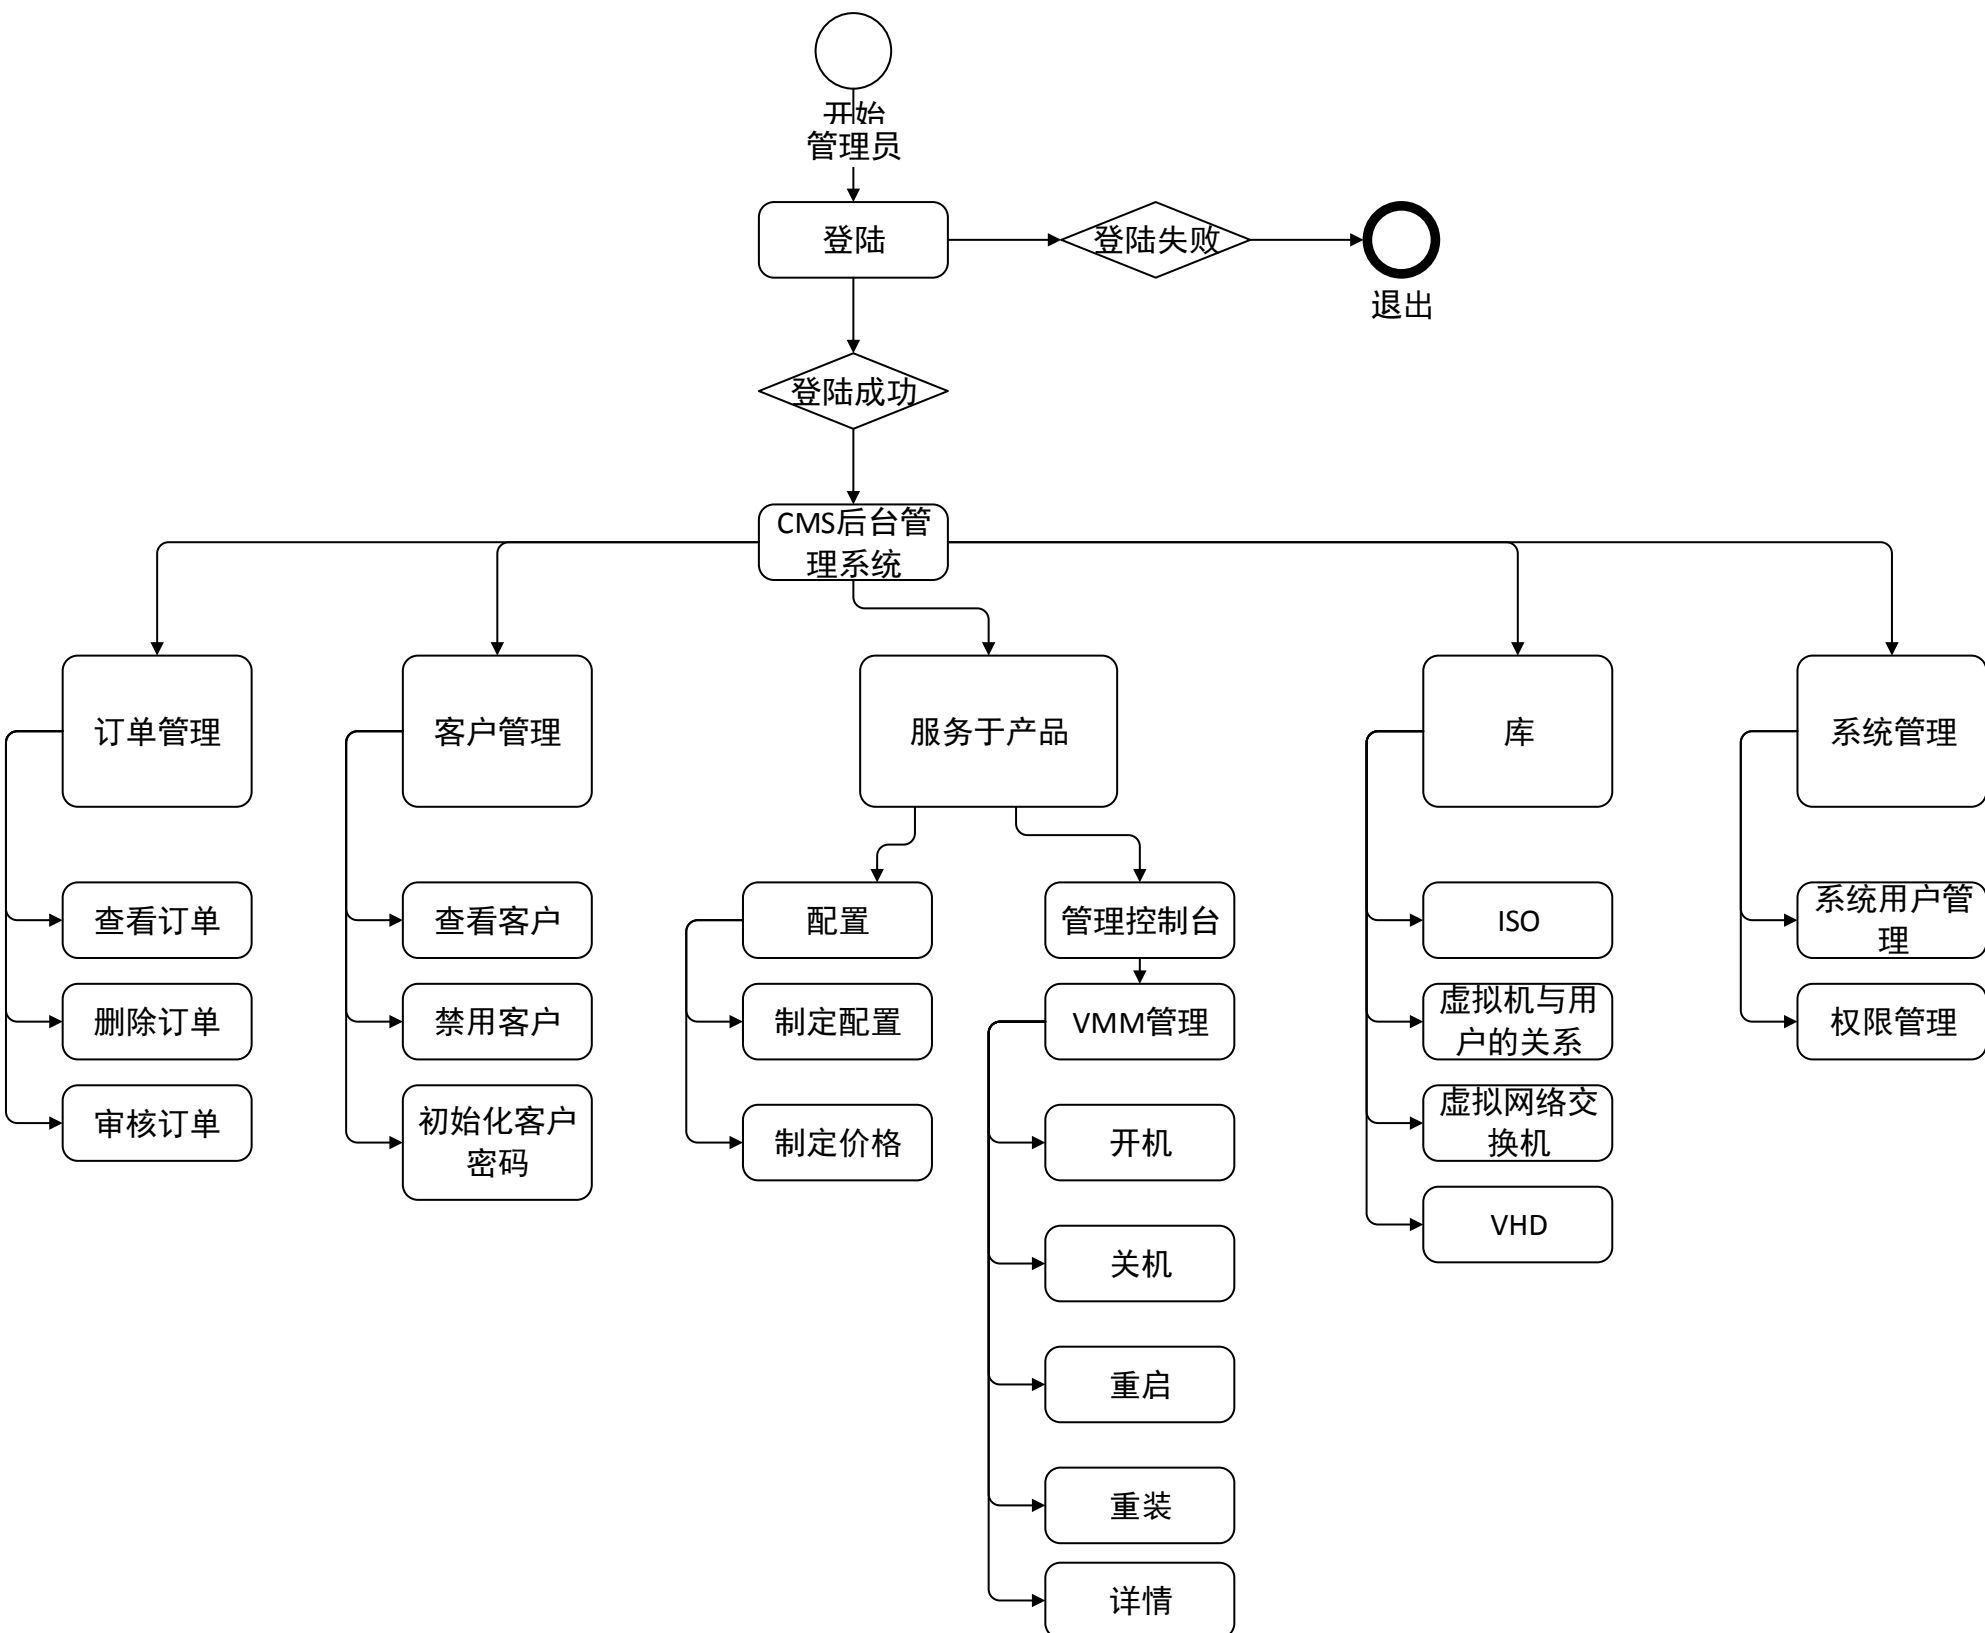 开始
管理员
登陆
登陆失败
退出
登陆成功
CMS后台管
理系统
订单管理
客户管理
服务于产品
库
系统管理
查看订单
查看客户
配置
管理控制台
ISO
系统用户管
理
删除订单
禁用客户
制定配置
VMM管理
虚拟机与用
户的关系
权限管理
审核订单
初始化客户
密码
制定价格
开机
虚拟网络交
换机
VHD
关机
重启
重装
详情